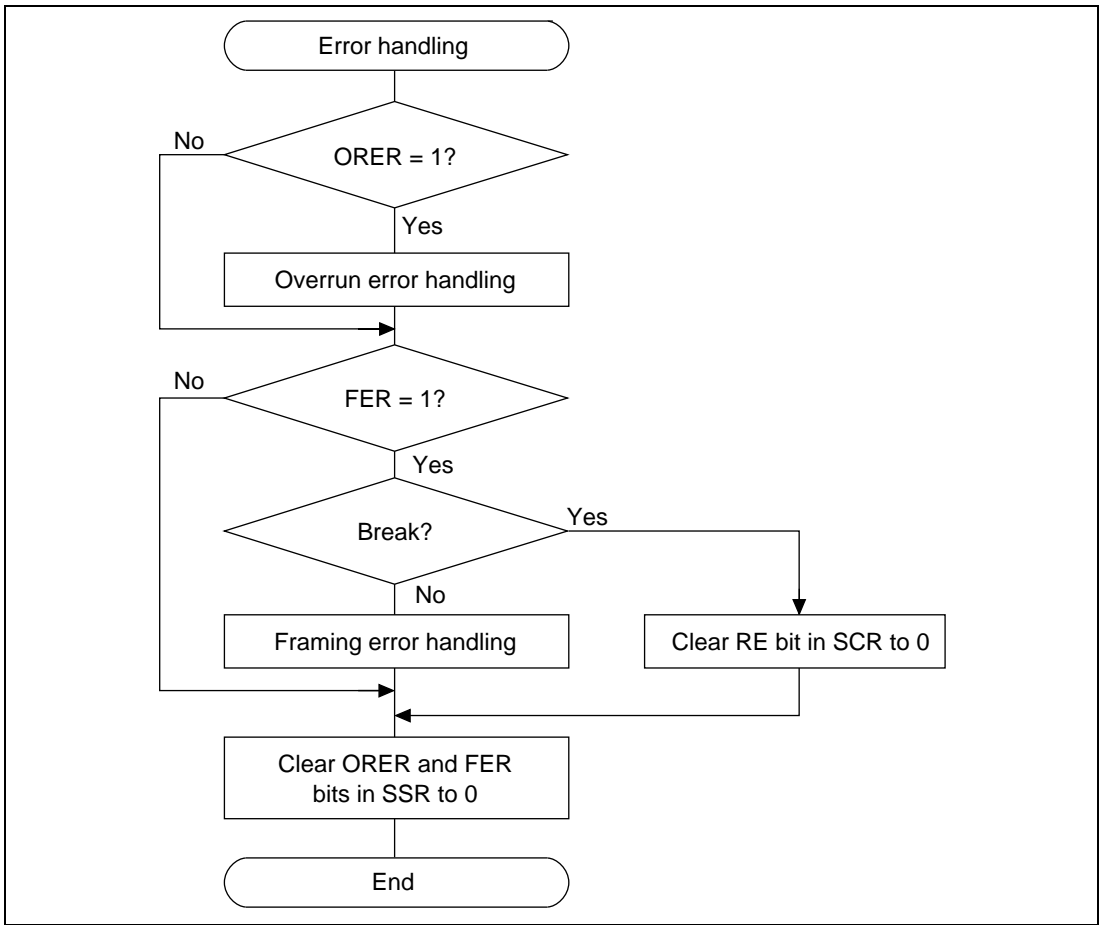 Error handling
No
ORER = 1?
Yes
Overrun error handling
No
FER = 1?
Yes
Break?
Yes
No
Framing error handling
Clear RE bit in SCR to 0
Clear ORER and FER
bits in SSR to 0
End